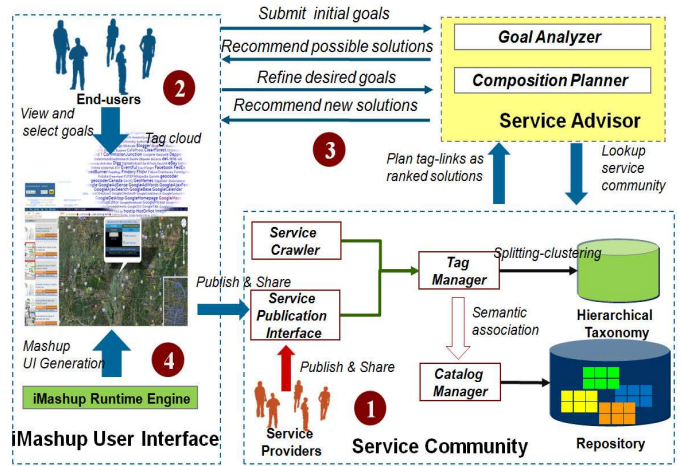 Submit initial goals
Recommend possible solutions
Refine desired goals
Recommend new solutions
Goal Analyzer
Composition Planner
Service Advisor
End-users
2
View and
select goals
Tag cloud
3
Plan tag-links as
ranked solutions
Lookup
service
community
Service
Crawler
Tag
Manager
Splitting-clustering
Publish & Share
Service
Publication
Interface
Hierarchical
Taxonomy
Semantic
association
Mashup
UI Generation
4
Publish & Share
Catalog
Manager
iMashup Runtime Engine
1
Service
Providers
Repository
iMashup User Interface
Service Community